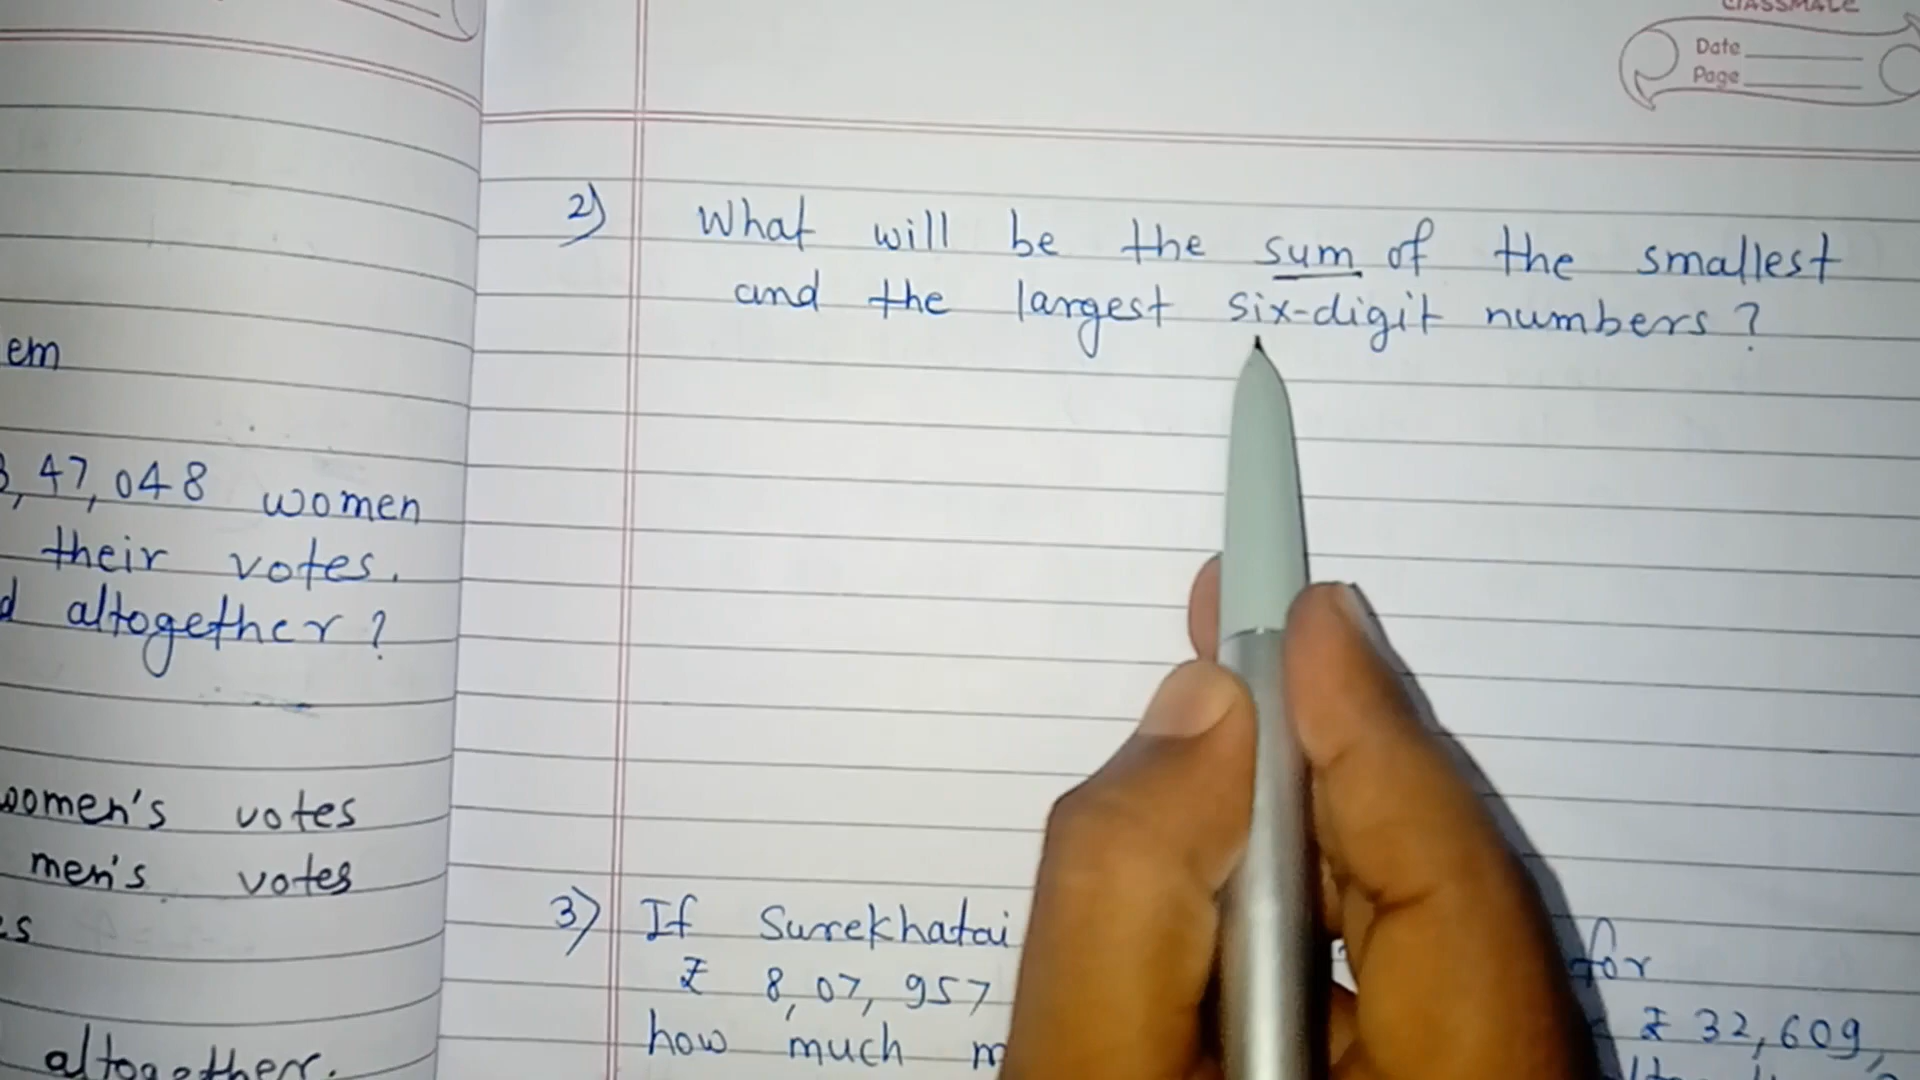 em
47,048 women
their votes.
altogether?
women's votes
men's votes
altogether.
classmate
Date
Page
2) What will be the sum of the smallest
and the largest six-digit numbers?
3) If Surekhatai for
₹ 8,07,957 ₹ 32,609,
how much